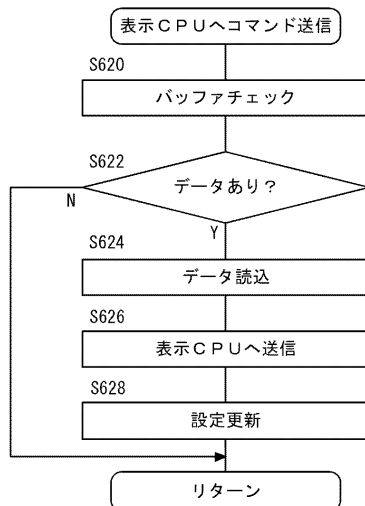 表示ＣＰＵへコマンド送信
S620
バッファチェック
S622
データあり？
N
Y
S624
データ読込
S626
表示ＣＰＵへ送信
S628
設定更新
リターン